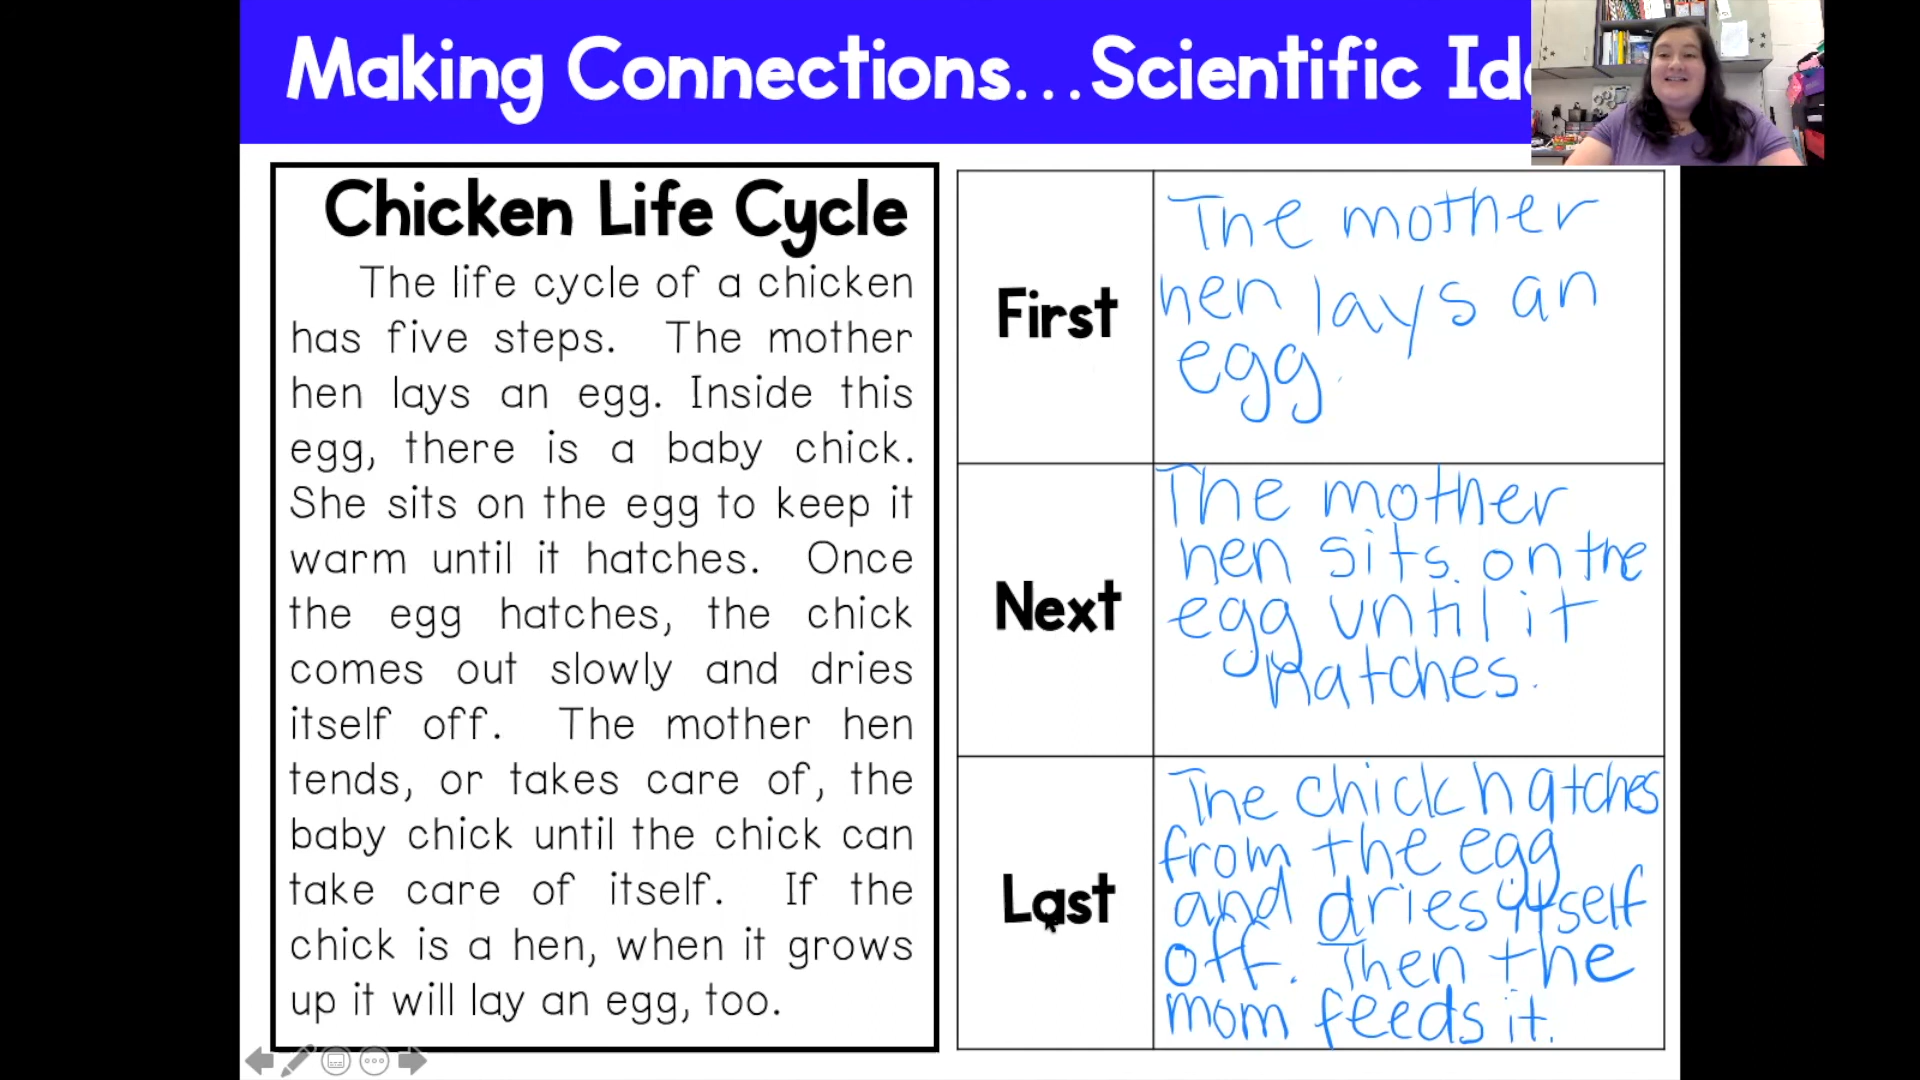 Making Connections...Scientific Id
Chicken Life Cycle
The life cycle of a chicken
has five steps. The mother
hen lays an egg. Inside this
egg, there is a baby chick.
She sits on the egg to keep it
warm until it hatches. Once
the egg hatches, the chick
comes out slowly and dries
itself off. The mother hen
tends, or takes care of, the
baby chick until the chick can
take care of itself. If the
chick is a hen, when it grows
up it will lay an egg, too.
First
The mother
hen lays an
egg.
Next
The mother
hen sits on the
egg until it
hatches.
Last
The chick hatches
from the egg
and dries itself
off. Then the
mom feeds it.